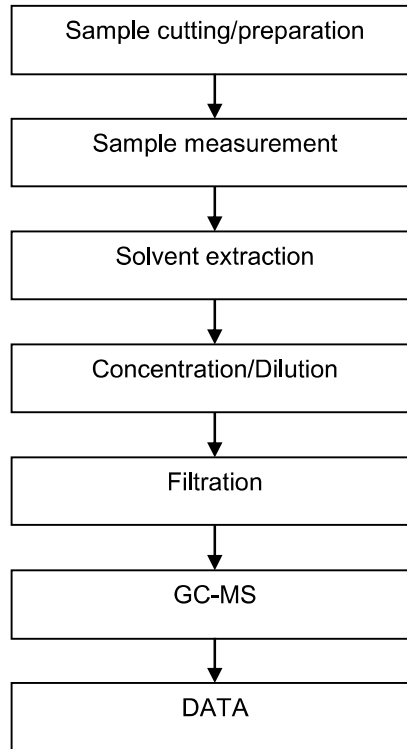 Sample cutting/preparation
Sample measurement
Solvent extraction
Concentration/Dilution
Filtration
GC-MS
DATA